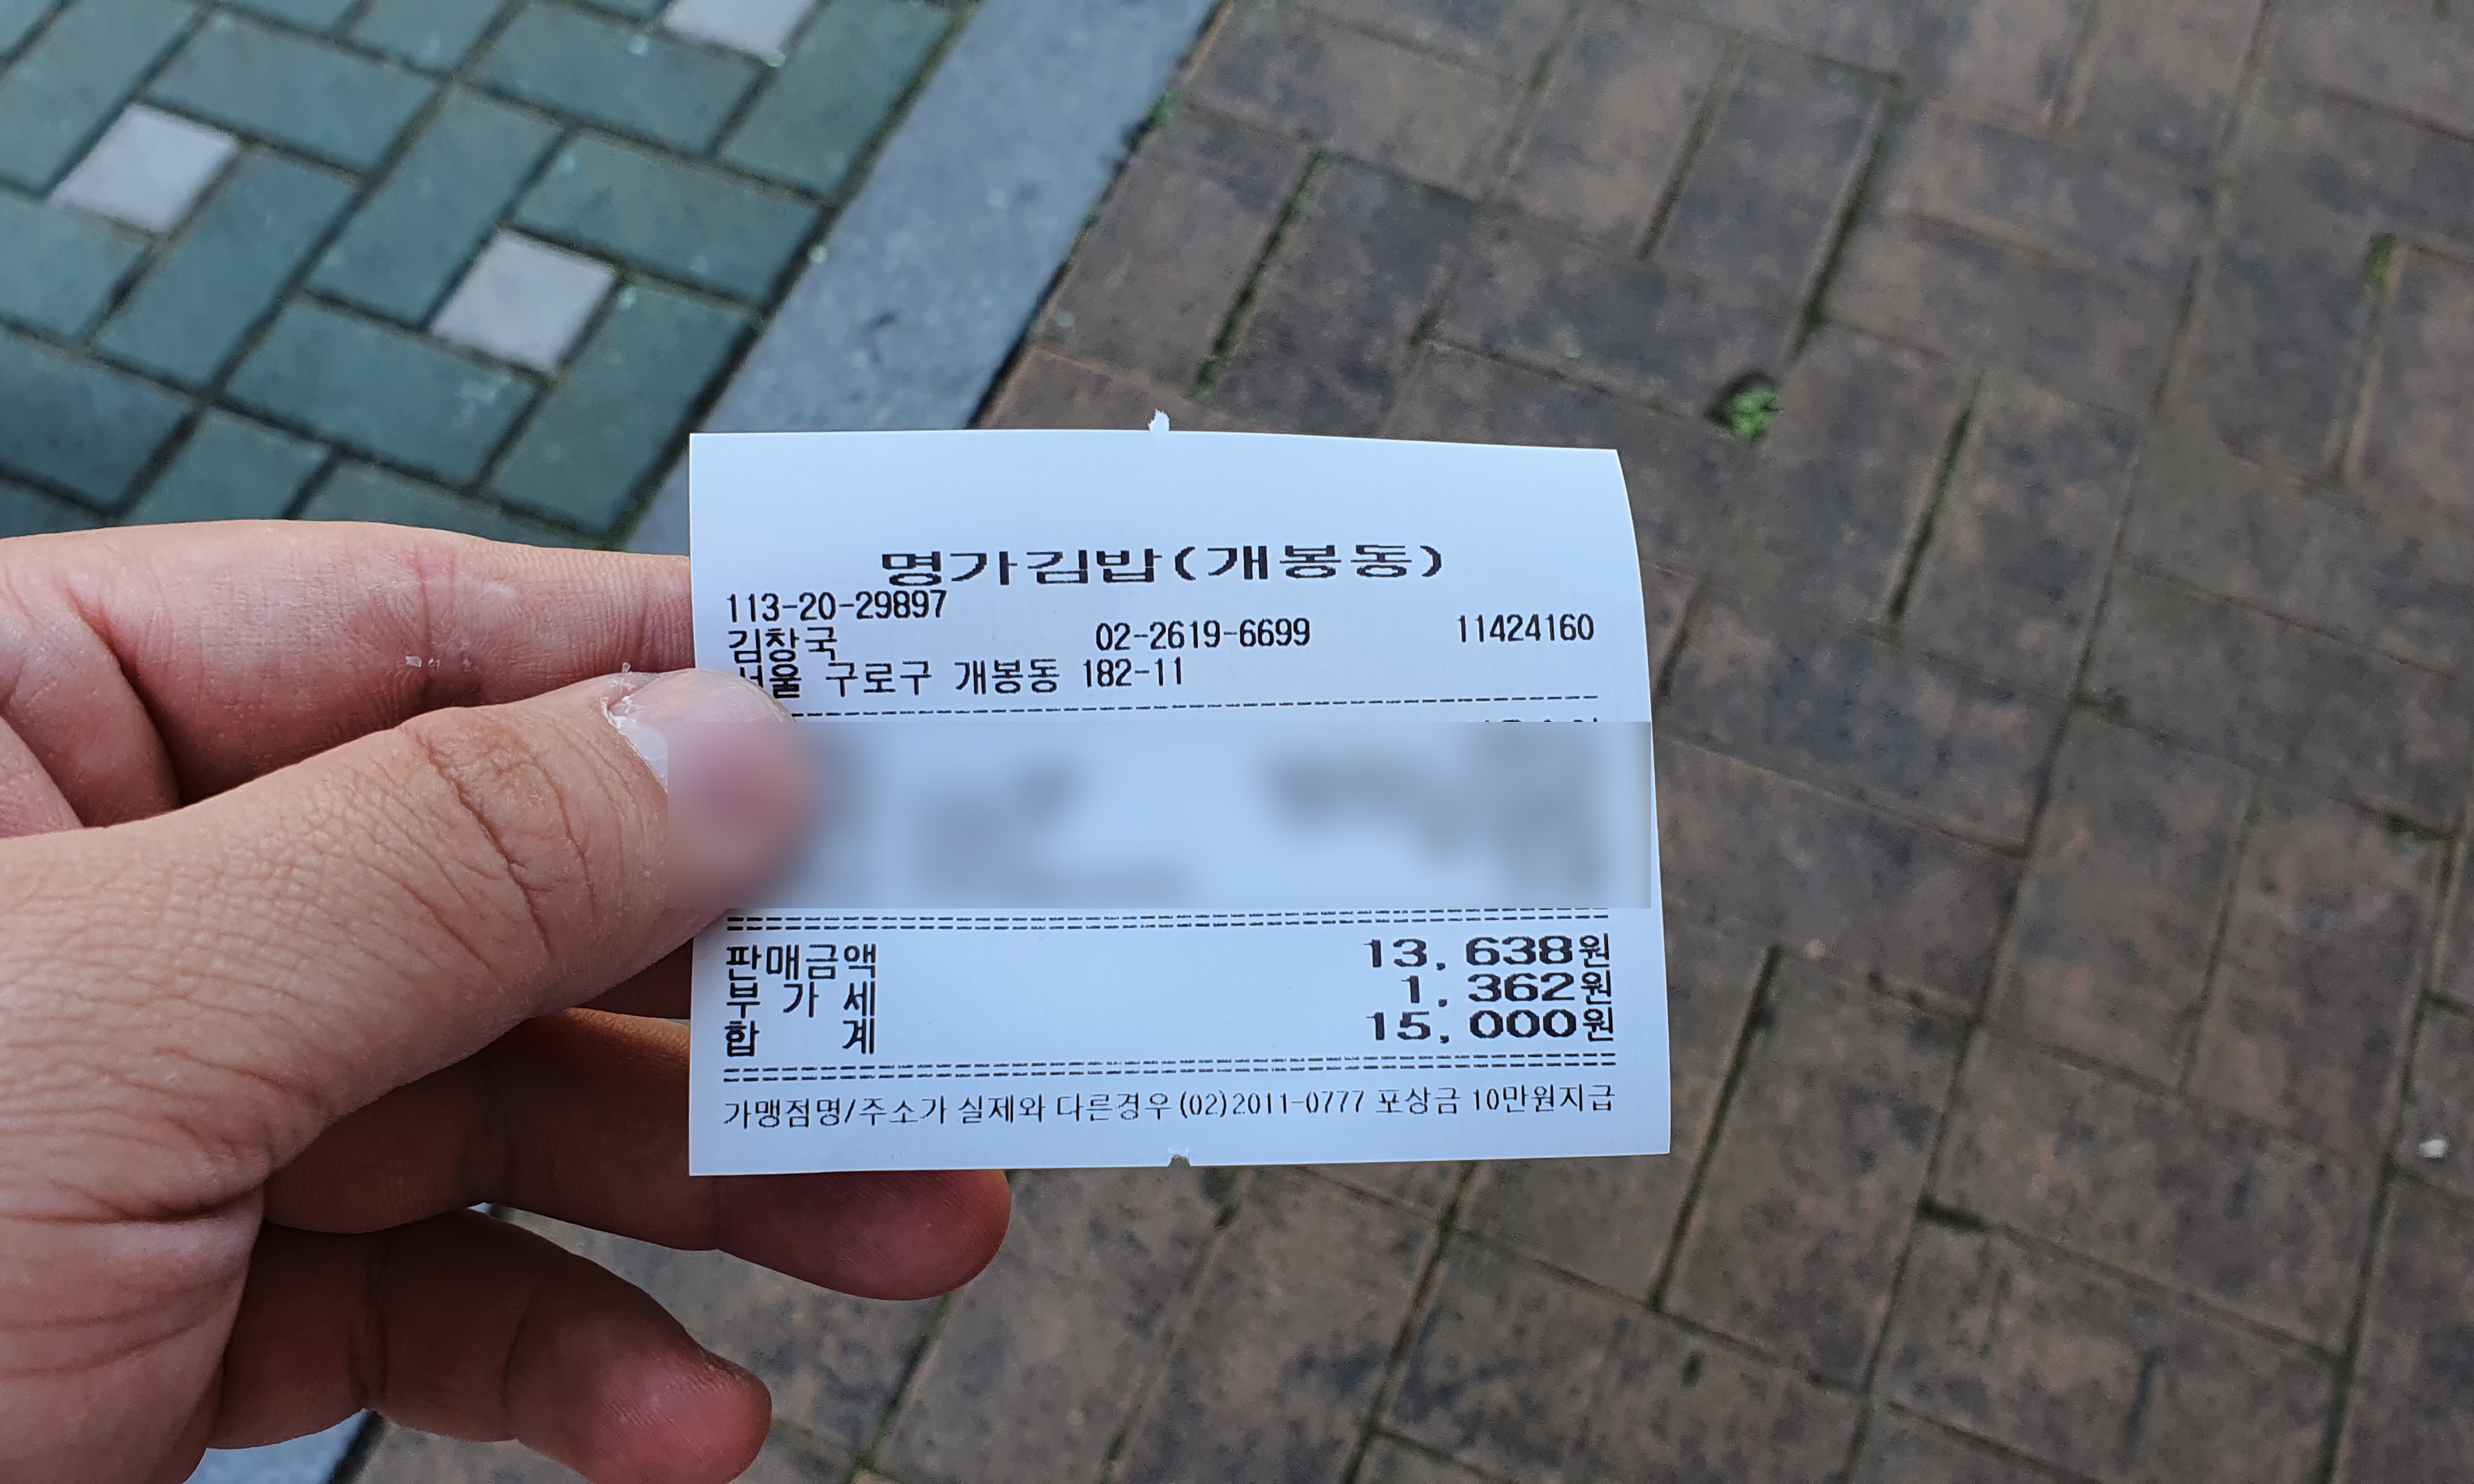 명가김밥(개봉동)
113-20-29897
김창국 02-2619-6699 11424160
서울 구로구 개봉동 182-11
판매금액 13,638원
부 가 세 1,362원
합 계 15,000원
가맹점명/주소가 실제와 다른경우(02)2011-0777 포상금 10만원지급